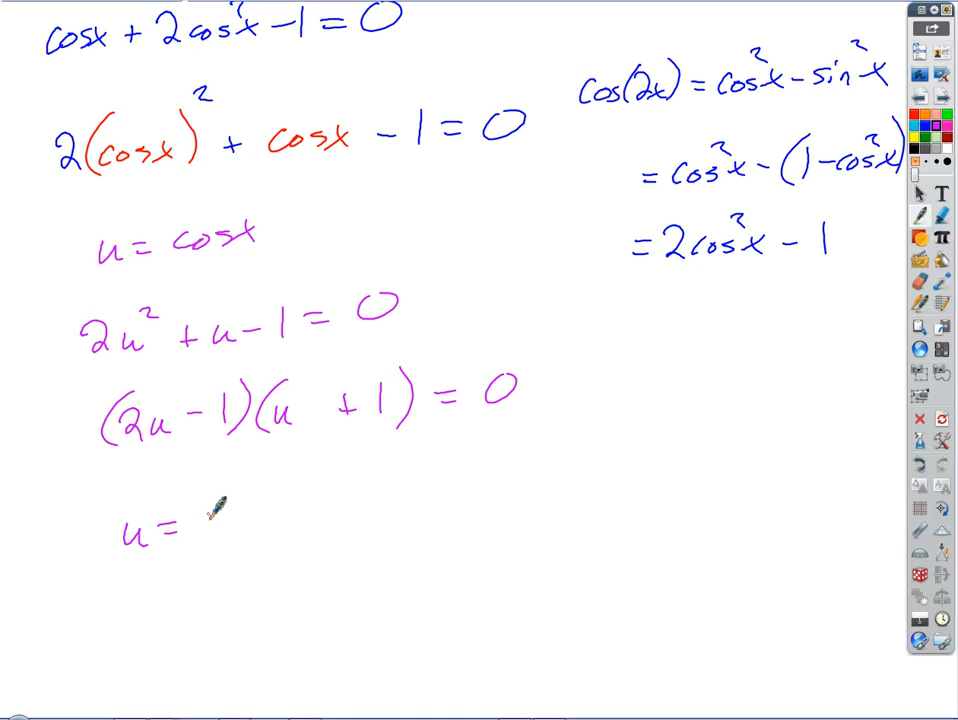 cosx + 2cos²x - 1 = 0
2(cosx)² + cosx - 1 = 0
u = cosx
2u² + u - 1 = 0
(2u - 1)(u + 1) = 0
u =
cos(2x) = cos²x - sin²x
= cos²x - (1 - cos²x)
= 2cos²x - 1
T
π